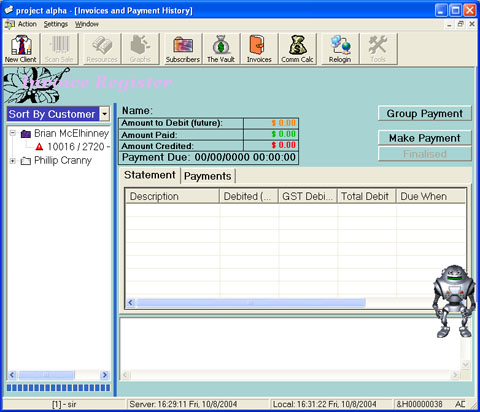 project alpha - [Invoices and Payment History]
Action Settings Window
New Client Scan Sale Resources Graphs Subscribers The Vault Invoices Comm Calc Relogin Tools
Invoice Register
Sort By Customer
Brian McElhinney
10016 / 2720 -
Phillip Cranny
Name:
Amount to Debit (future): $ 0.00
Amount Paid: $ 0.00
Amount Credited: $ 0.00
Payment Due: 00/00/0000 00:00:00
Group Payment
Make Payment
Finalised
Statement Payments
Description Debited (... GST Debi... Total Debit Due When
[1] - sir Server: 16:29:11 Fri, 10/8/2004 Local: 16:31:22 Fri, 10/8/2004 &H00000038 AD